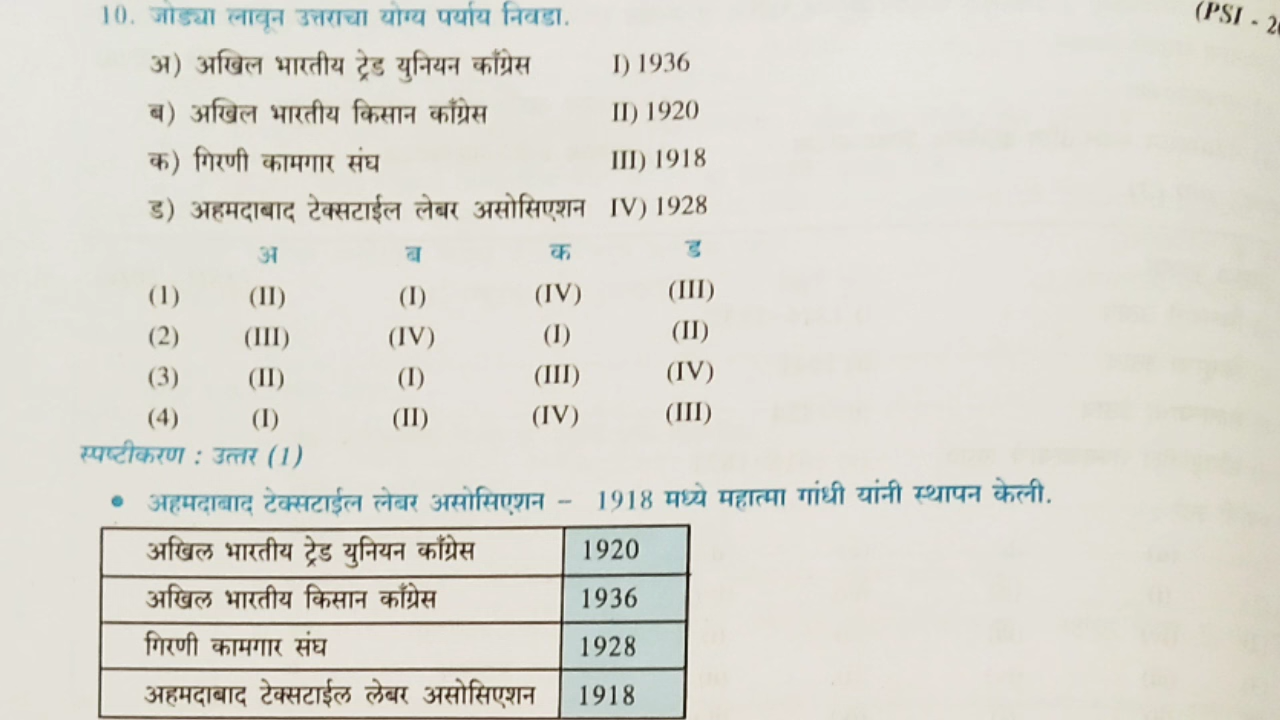 10. जोड्या लावून उत्तराचा योग्य पर्याय निवडा. (PSI - 20
अ) अखिल भारतीय ट्रेड युनियन काँग्रेस I) 1936
ब) अखिल भारतीय किसान काँग्रेस II) 1920
क) गिरणी कामगार संघ III) 1918
ड) अहमदाबाद टेक्सटाईल लेबर असोसिएशन IV) 1928
अ ब क ड
(1) (II) (I) (IV) (III)
(2) (III) (IV) (I) (II)
(3) (II) (I) (III) (IV)
(4) (I) (II) (IV) (III)
स्पष्टीकरण : उत्तर (1)
• अहमदाबाद टेक्सटाईल लेबर असोसिएशन – 1918 मध्ये महात्मा गांधी यांनी स्थापन केली.
अखिल भारतीय ट्रेड युनियन काँग्रेस 1920
अखिल भारतीय किसान काँग्रेस 1936
गिरणी कामगार संघ 1928
अहमदाबाद टेक्सटाईल लेबर असोसिएशन 1918